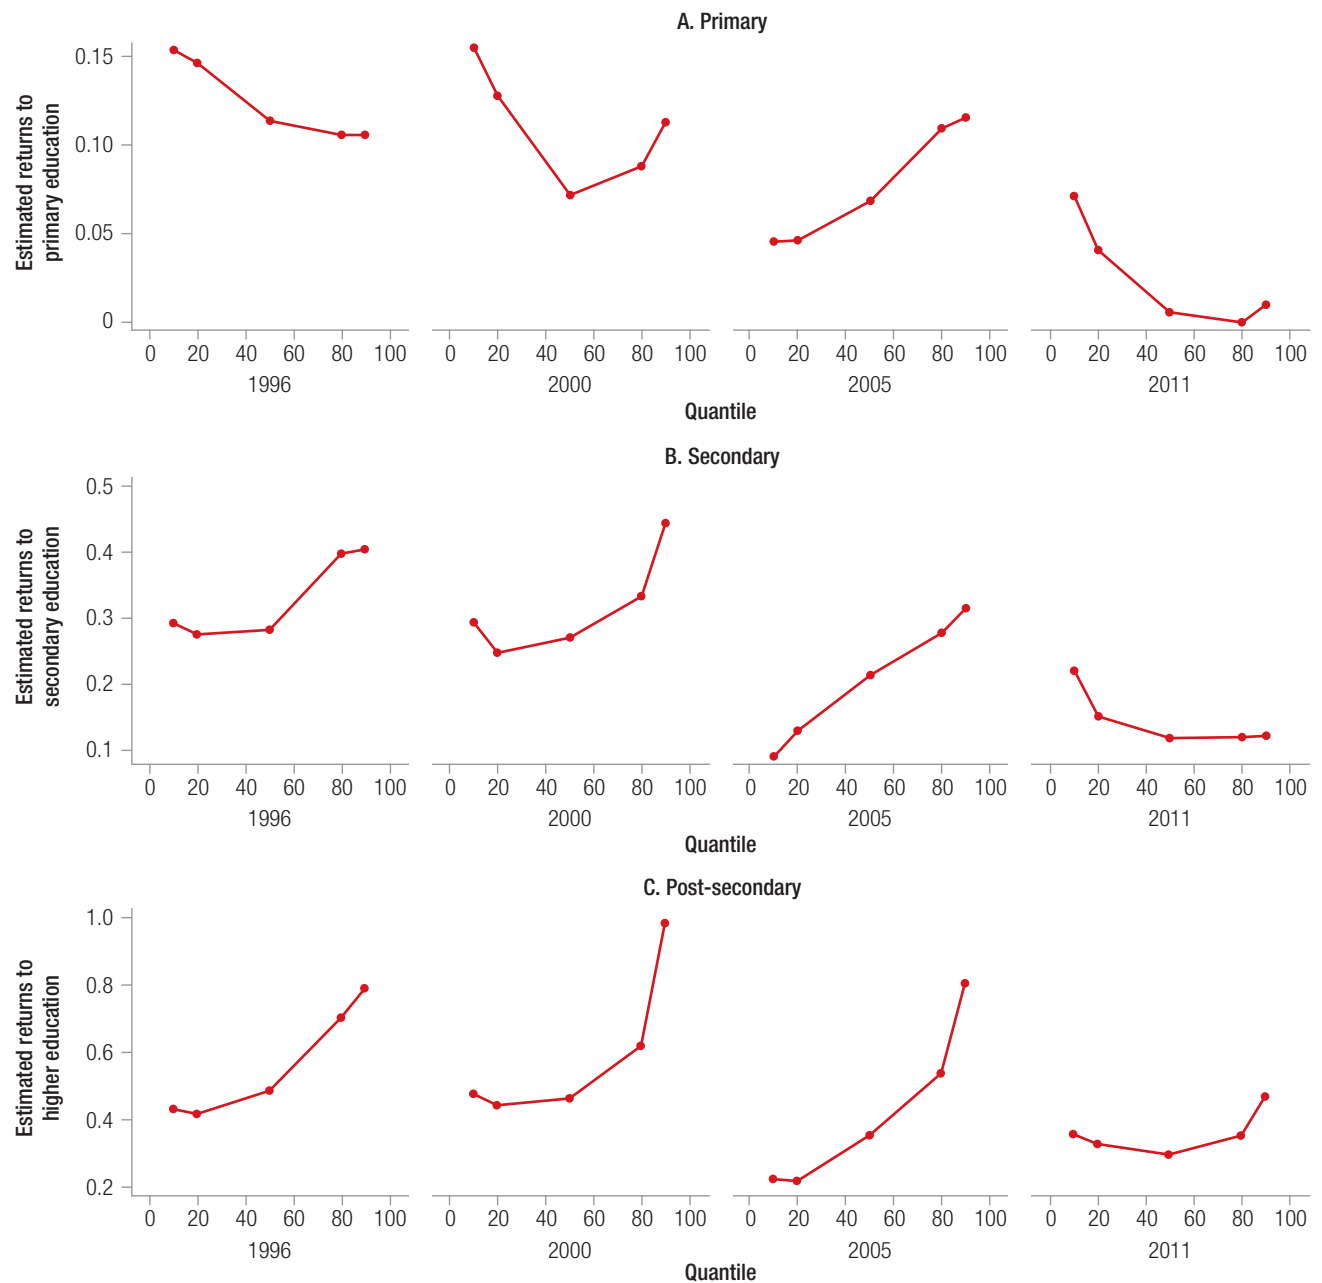 A. Primary
Estimated returns to
primary education
0.15
0.10
0.05
0
0 20 40 60 80 100
0 20 40 60 80 100
0 20 40 60 80 100
0 20 40 60 80 100
1996
2000
2005
2011
Quantile
B. Secondary
Estimated returns to
secondary education
0.5
0.4
0.3
0.2
0.1
0 20 40 60 80 100
0 20 40 60 80 100
0 20 40 60 80 100
0 20 40 60 80 100
1996
2000
2005
2011
Quantile
C. Post-secondary
Estimated returns to
higher education
1.0
0.8
0.6
0.4
0.2
0 20 40 60 80 100
0 20 40 60 80 100
0 20 40 60 80 100
0 20 40 60 80 100
1996
2000
2005
2011
Quantile